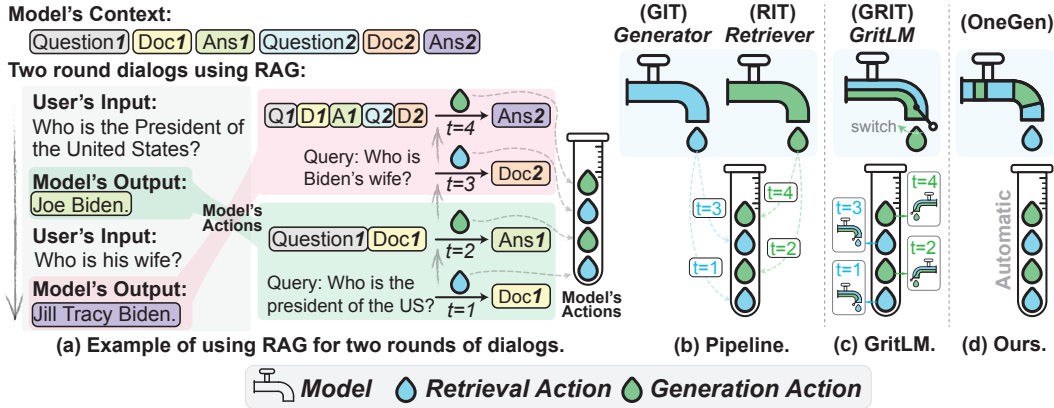 Model's Context:
Question1 Doc1 Ans1 Question2 Doc2 Ans2
Two round dialogs using RAG:
User's Input:
Who is the President of
the United States?
Model's Output:
Joe Biden.
User's Input:
Who is his wife?
Model's Output:
Jill Tracy Biden.
Model's
Actions
Q1 D1 A1 Q2 D2
t=4
Ans2
Query: Who is
Biden's wife?
t=3
Doc2
Question1 Doc1
t=2
Ans1
Query: Who is the
president of the US?
t=1
Doc1
Model's
Actions
(a) Example of using RAG for two rounds of dialogs.
(GIT)
Generator
(RIT)
Retriever
t=3
t=4
t=1
t=2
(b) Pipeline.
(GRIT)
GritLM
switch
t=4
t=3
t=2
t=1
(c) GritLM.
(OneGen)
Automatic
(d) Ours.
Model
Retrieval Action
Generation Action